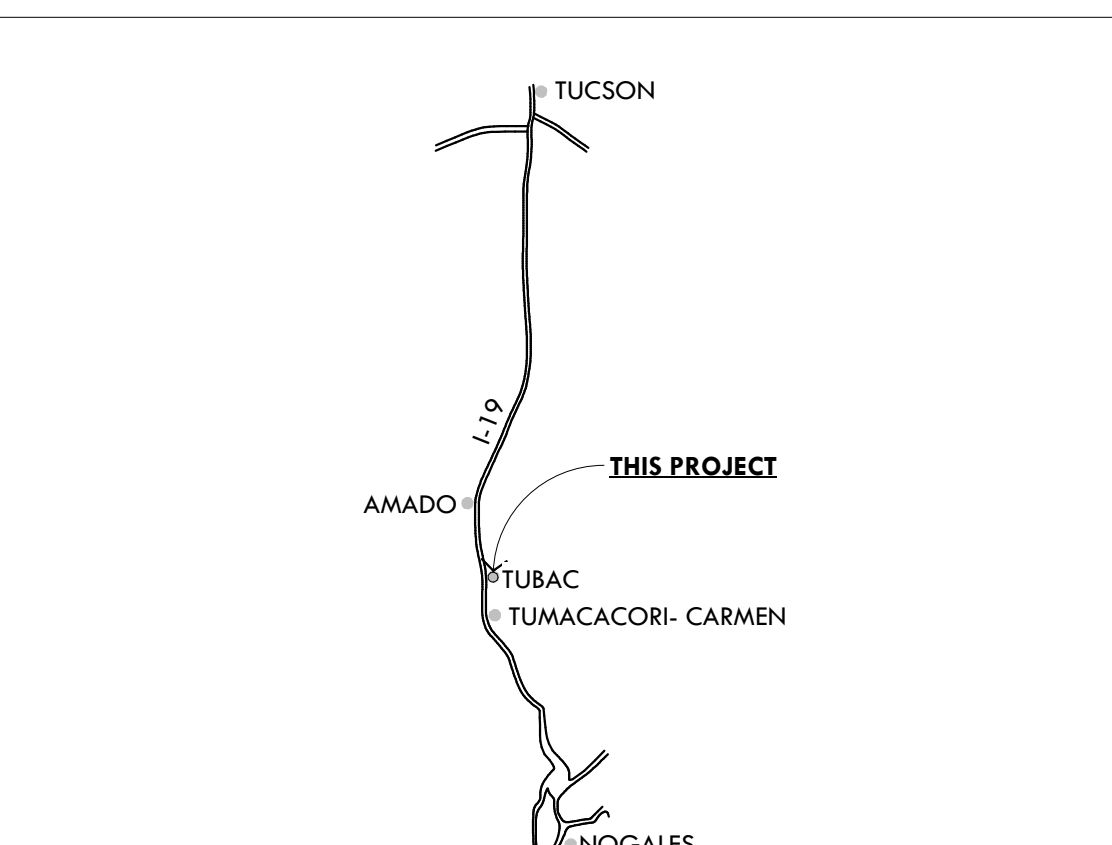 TUCSON
I-19
THIS PROJECT
AMADO
TUBAC
TUMACACORI- CARMEN
NOGALES